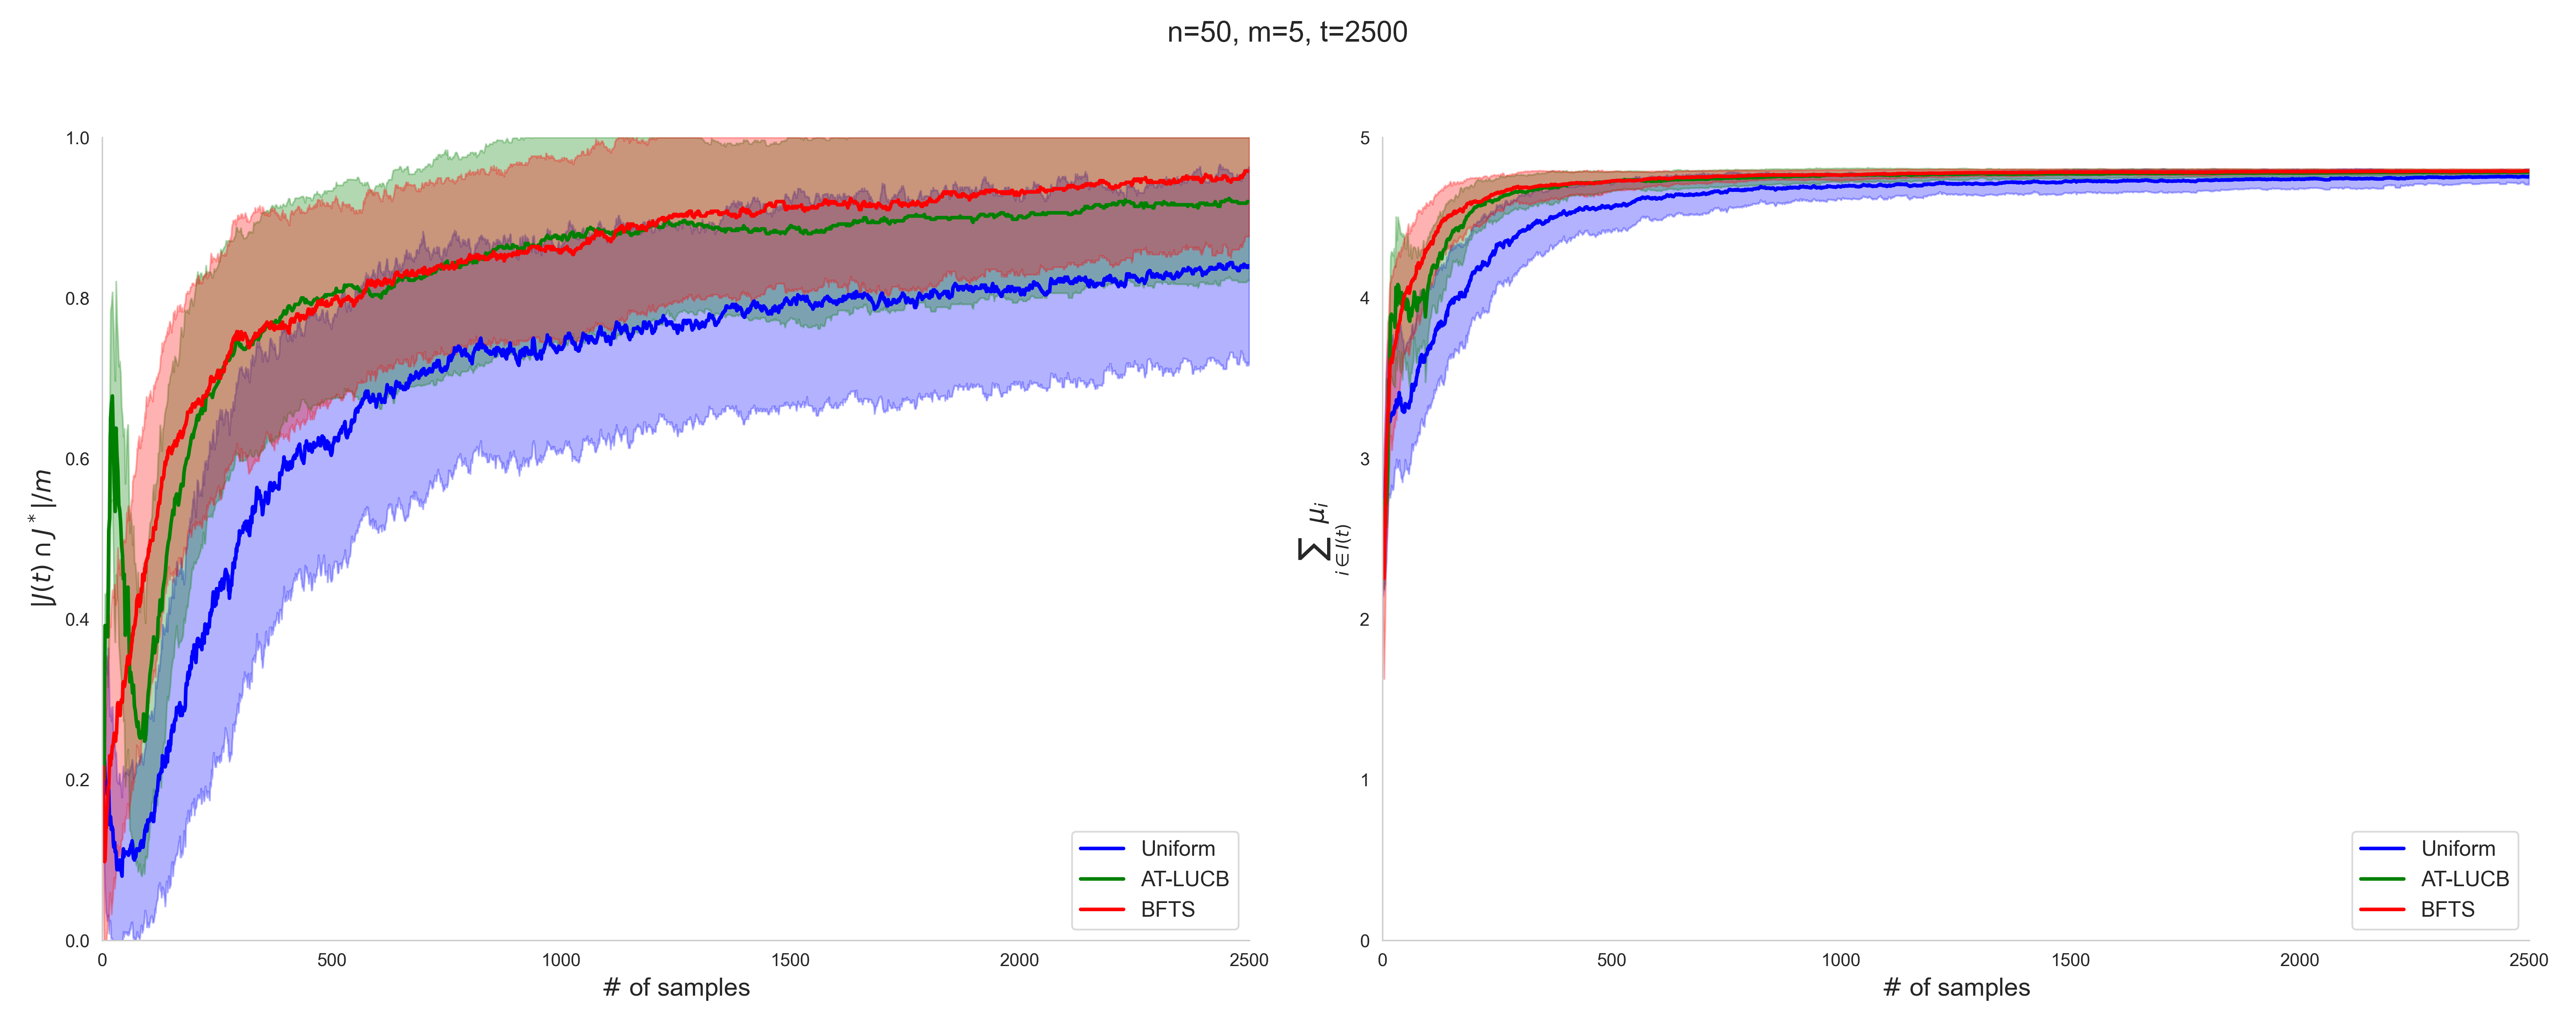 n=50, m=5, t=2500
|J(t) ∩ J*|/m
1.0
0.8
0.6
0.4
0.2
0.0
0 500 1000 1500 2000 2500
# of samples
Uniform
AT-LUCB
BFTS
∑ μi
i∈I(t)
5
4
3
2
1
0
0 500 1000 1500 2000 2500
# of samples
Uniform
AT-LUCB
BFTS